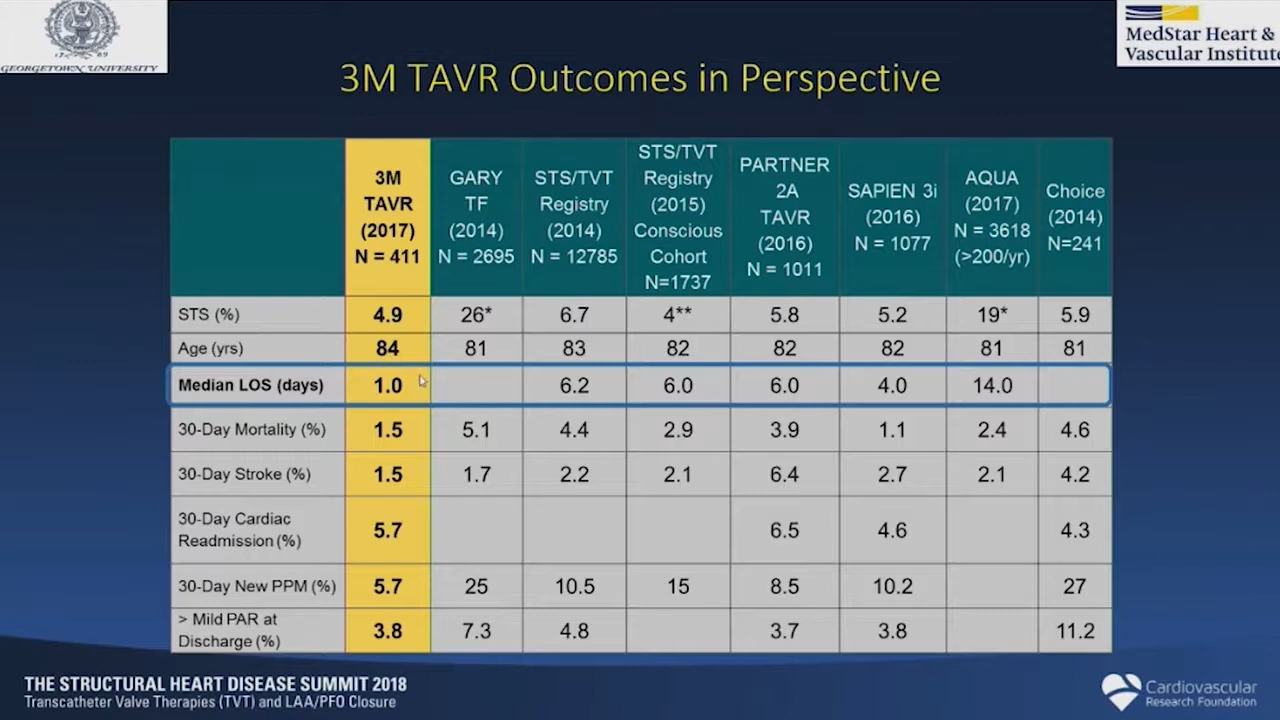 GEORGETOWN UNIVERSITY
MedStar Heart &
Vascular Institute
3M TAVR Outcomes in Perspective
3M TAVR (2017) N = 411
GARY TF (2014) N = 2695
STS/TVT Registry (2014) N = 12785
STS/TVT Registry (2015) Conscious Cohort N=1737
PARTNER 2A TAVR (2016) N = 1011
SAPIEN 3i (2016) N = 1077
AQUA (2017) N = 3618 (>200/yr)
Choice (2014) N=241
STS (%) 4.9 26* 6.7 4** 5.8 5.2 19* 5.9
Age (yrs) 84 81 83 82 82 82 81 81
Median LOS (days) 1.0 6.2 6.0 6.0 4.0 14.0
30-Day Mortality (%) 1.5 5.1 4.4 2.9 3.9 1.1 2.4 4.6
30-Day Stroke (%) 1.5 1.7 2.2 2.1 6.4 2.7 2.1 4.2
30-Day Cardiac Readmission (%) 5.7 6.5 4.6 4.3
30-Day New PPM (%) 5.7 25 10.5 15 8.5 10.2 27
> Mild PAR at Discharge (%) 3.8 7.3 4.8 3.7 3.8 11.2
THE STRUCTURAL HEART DISEASE SUMMIT 2018
Transcatheter Valve Therapies (TVT) and LAA/PFO Closure
Cardiovascular
Research Foundation